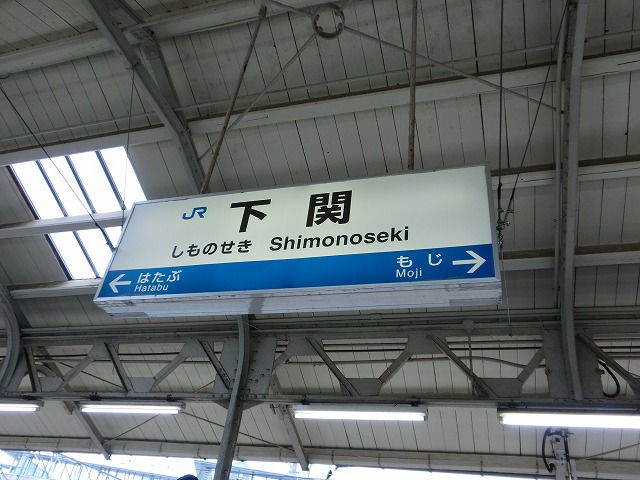 JR 下関
しものせき Shimonoseki
← はたぶ もじ →
Hatabu Moji